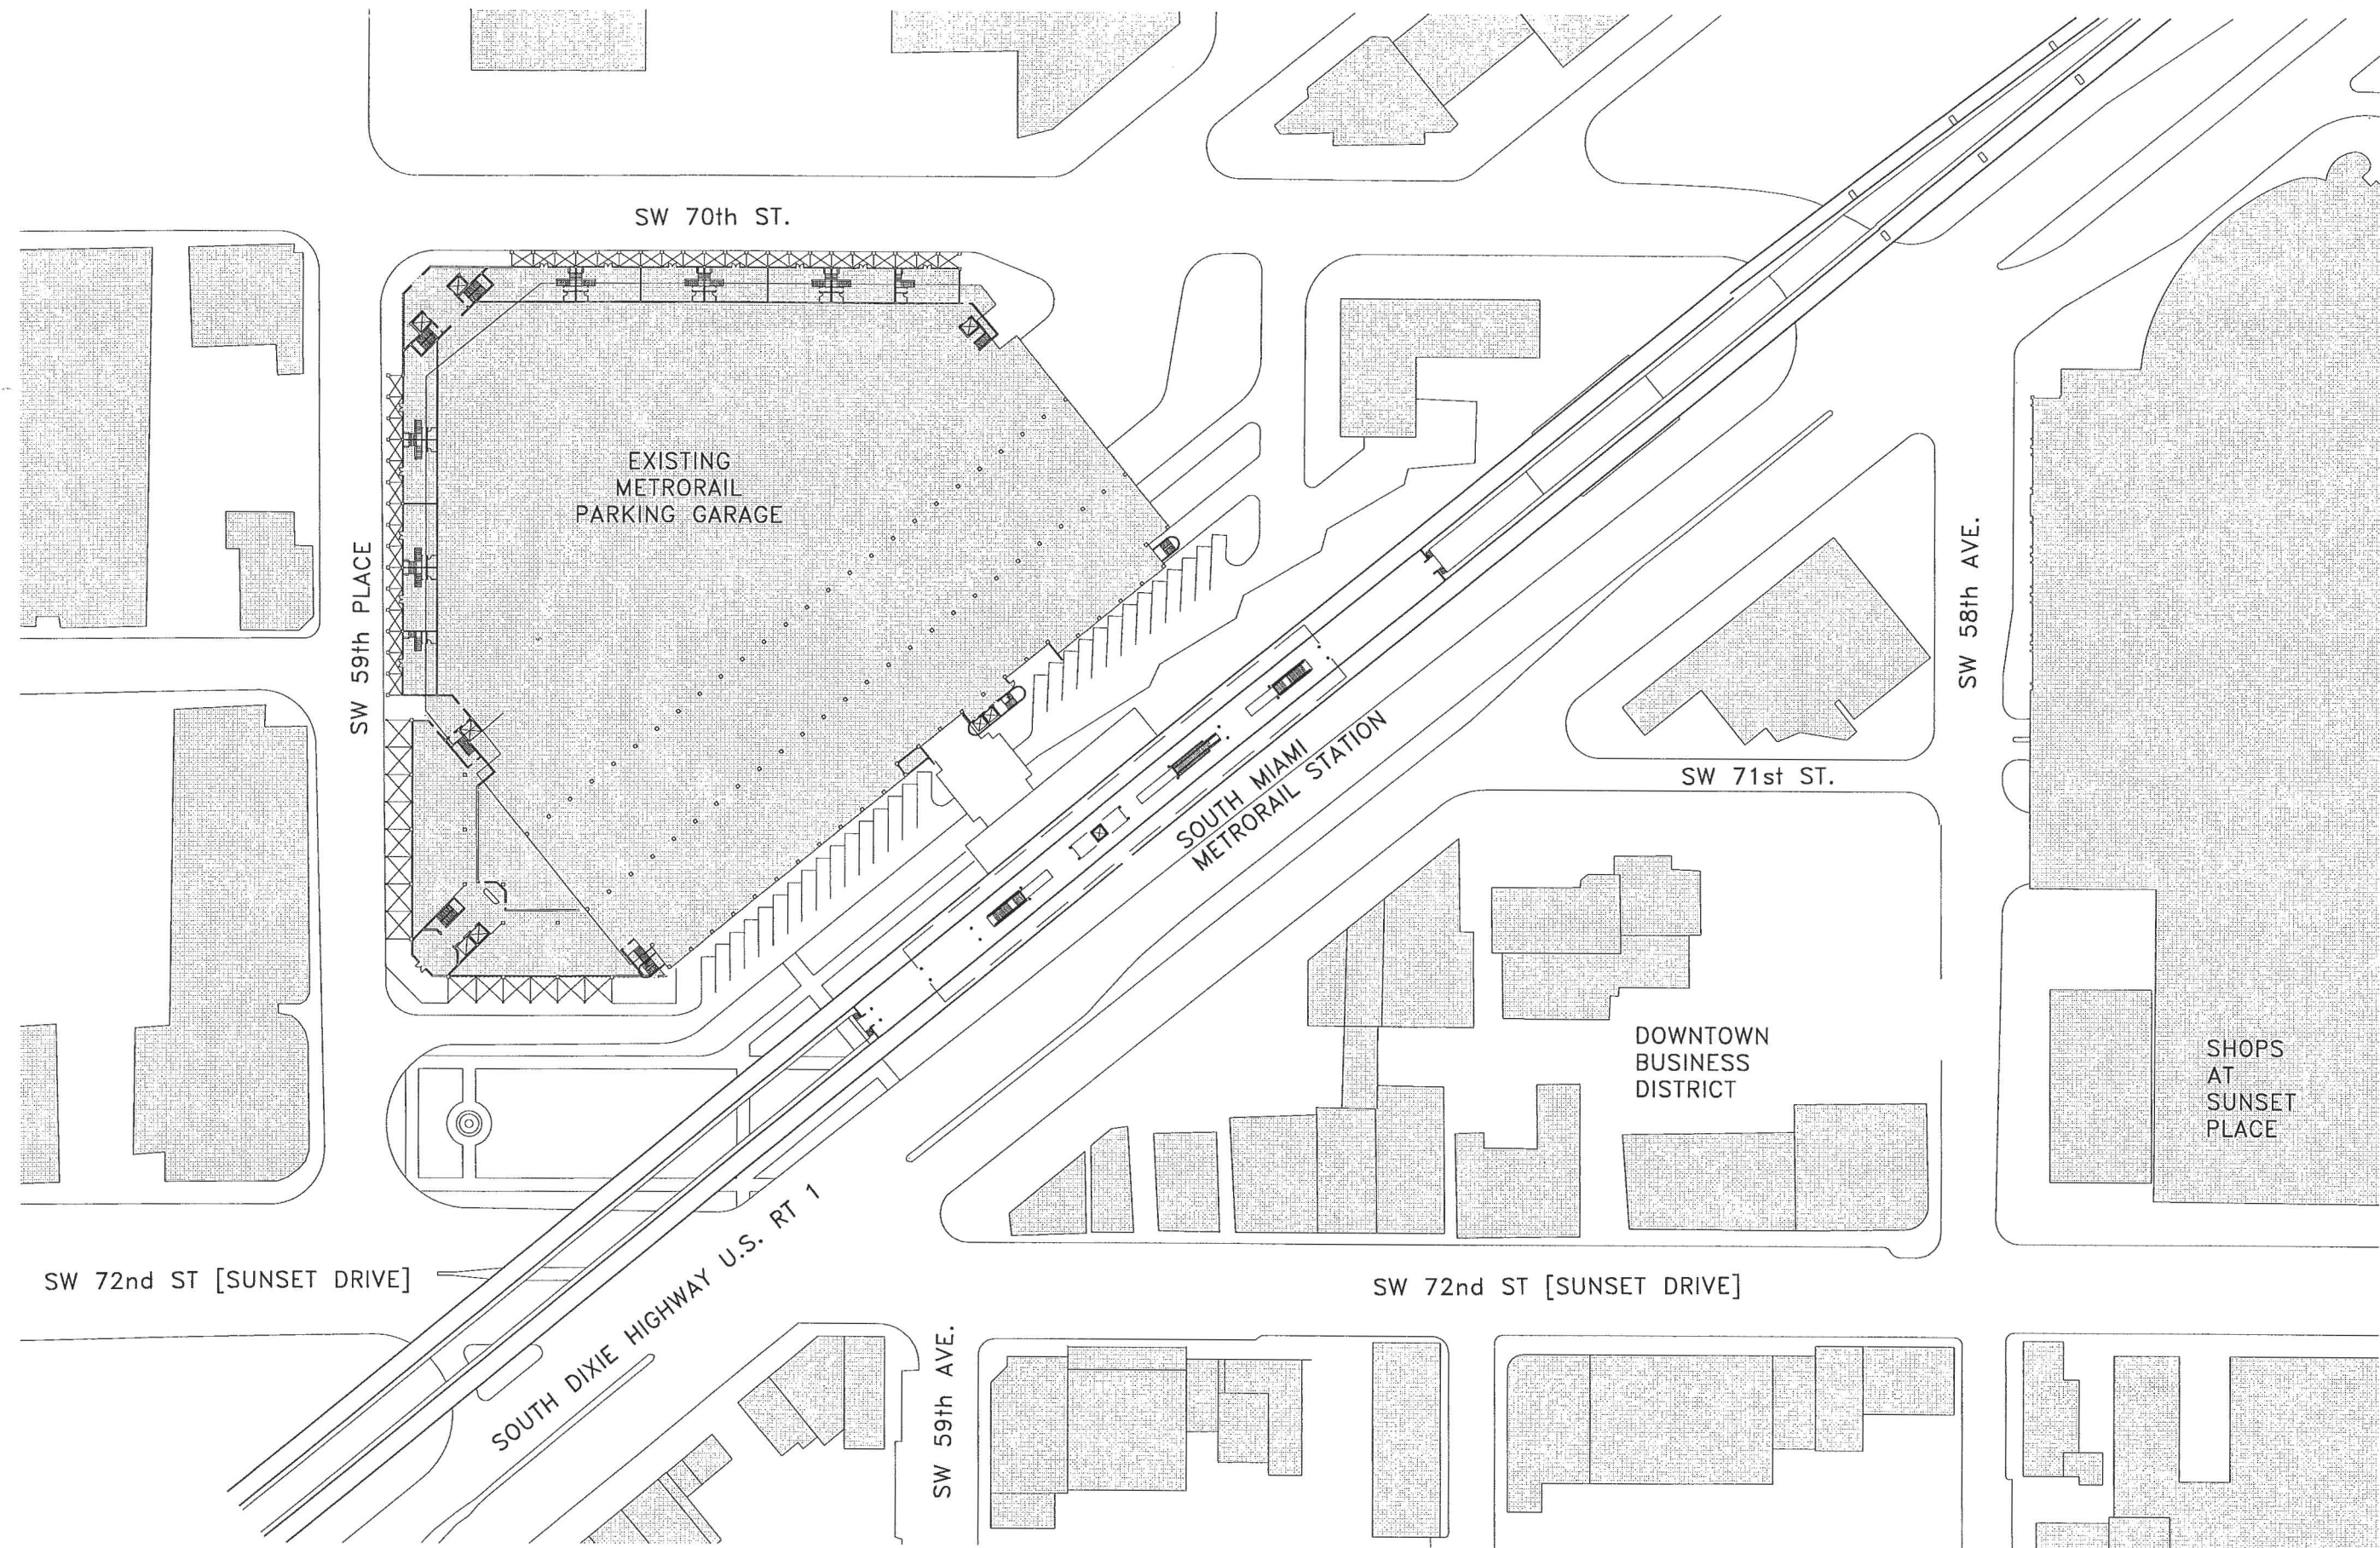 SW 70th ST.
EXISTING
METRORAIL
PARKING GARAGE
SW 59th PLACE
SW 58th AVE.
SOUTH MIAMI
METRORAIL STATION
SW 71st ST.
DOWNTOWN
BUSINESS
DISTRICT
SHOPS
AT
SUNSET
PLACE
SW 72nd ST [SUNSET DRIVE]
SOUTH DIXIE HIGHWAY U.S. RT 1
SW 72nd ST [SUNSET DRIVE]
SW 59th AVE.